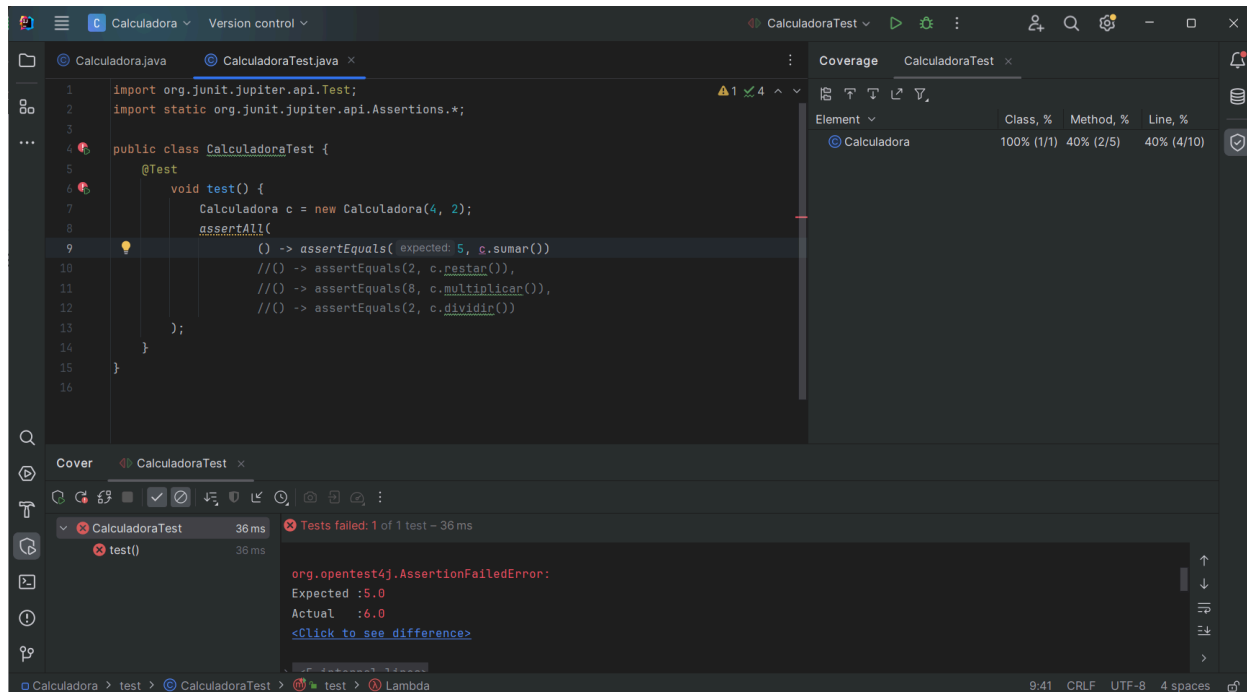 C Calculadora Version control CalculadoraTest
Calculadora.java CalculadoraTest.java
1 import org.junit.jupiter.api.Test;
2 import static org.junit.jupiter.api.Assertions.*;
3
4 public class CalculadoraTest {
5 @Test
6 void test() {
7 Calculadora c = new Calculadora(4, 2);
8 assertAll(
9 () -> assertEquals( expected: 5, c.sumar())
10 //() -> assertEquals(2, c.restar()),
11 //() -> assertEquals(8, c.multiplicar()),
12 //() -> assertEquals(2, c.dividir())
13 );
14 }
15 }
16
1 4
Coverage CalculadoraTest
Element Class, % Method, % Line, %
Calculadora 100% (1/1) 40% (2/5) 40% (4/10)
Cover CalculadoraTest
CalculadoraTest 36 ms
test() 36 ms
Tests failed: 1 of 1 test – 36 ms
org.opentest4j.AssertionFailedError:
Expected :5.0
Actual :6.0
<Click to see difference>
<5 internal lines>
Calculadora > test > CalculadoraTest > test > Lambda
9:41 CRLF UTF-8 4 spaces